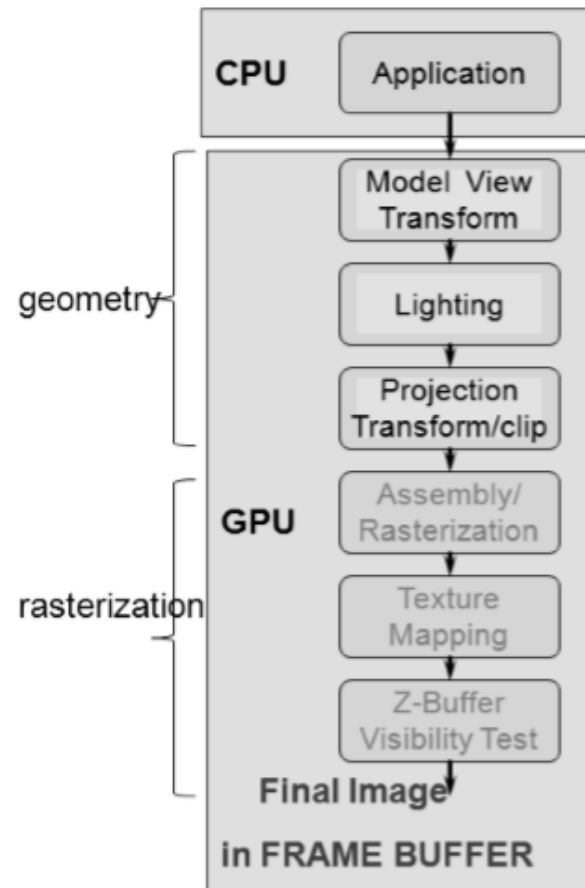 CPU
Application
Model View
Transform
geometry
Lighting
Projection
Transform/clip
GPU
Assembly/
Rasterization
rasterization
Texture
Mapping
Z-Buffer
Visibility Test
Final Image
in FRAME BUFFER